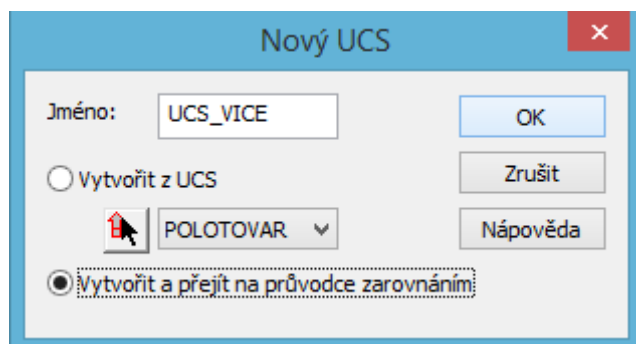 Nový UCS
Jméno: UCS_VICE
OK
Vytvořit z UCS
Zrušit
POLOTOVAR
Nápověda
Vytvořit a přejít na průvodce zarovnáním